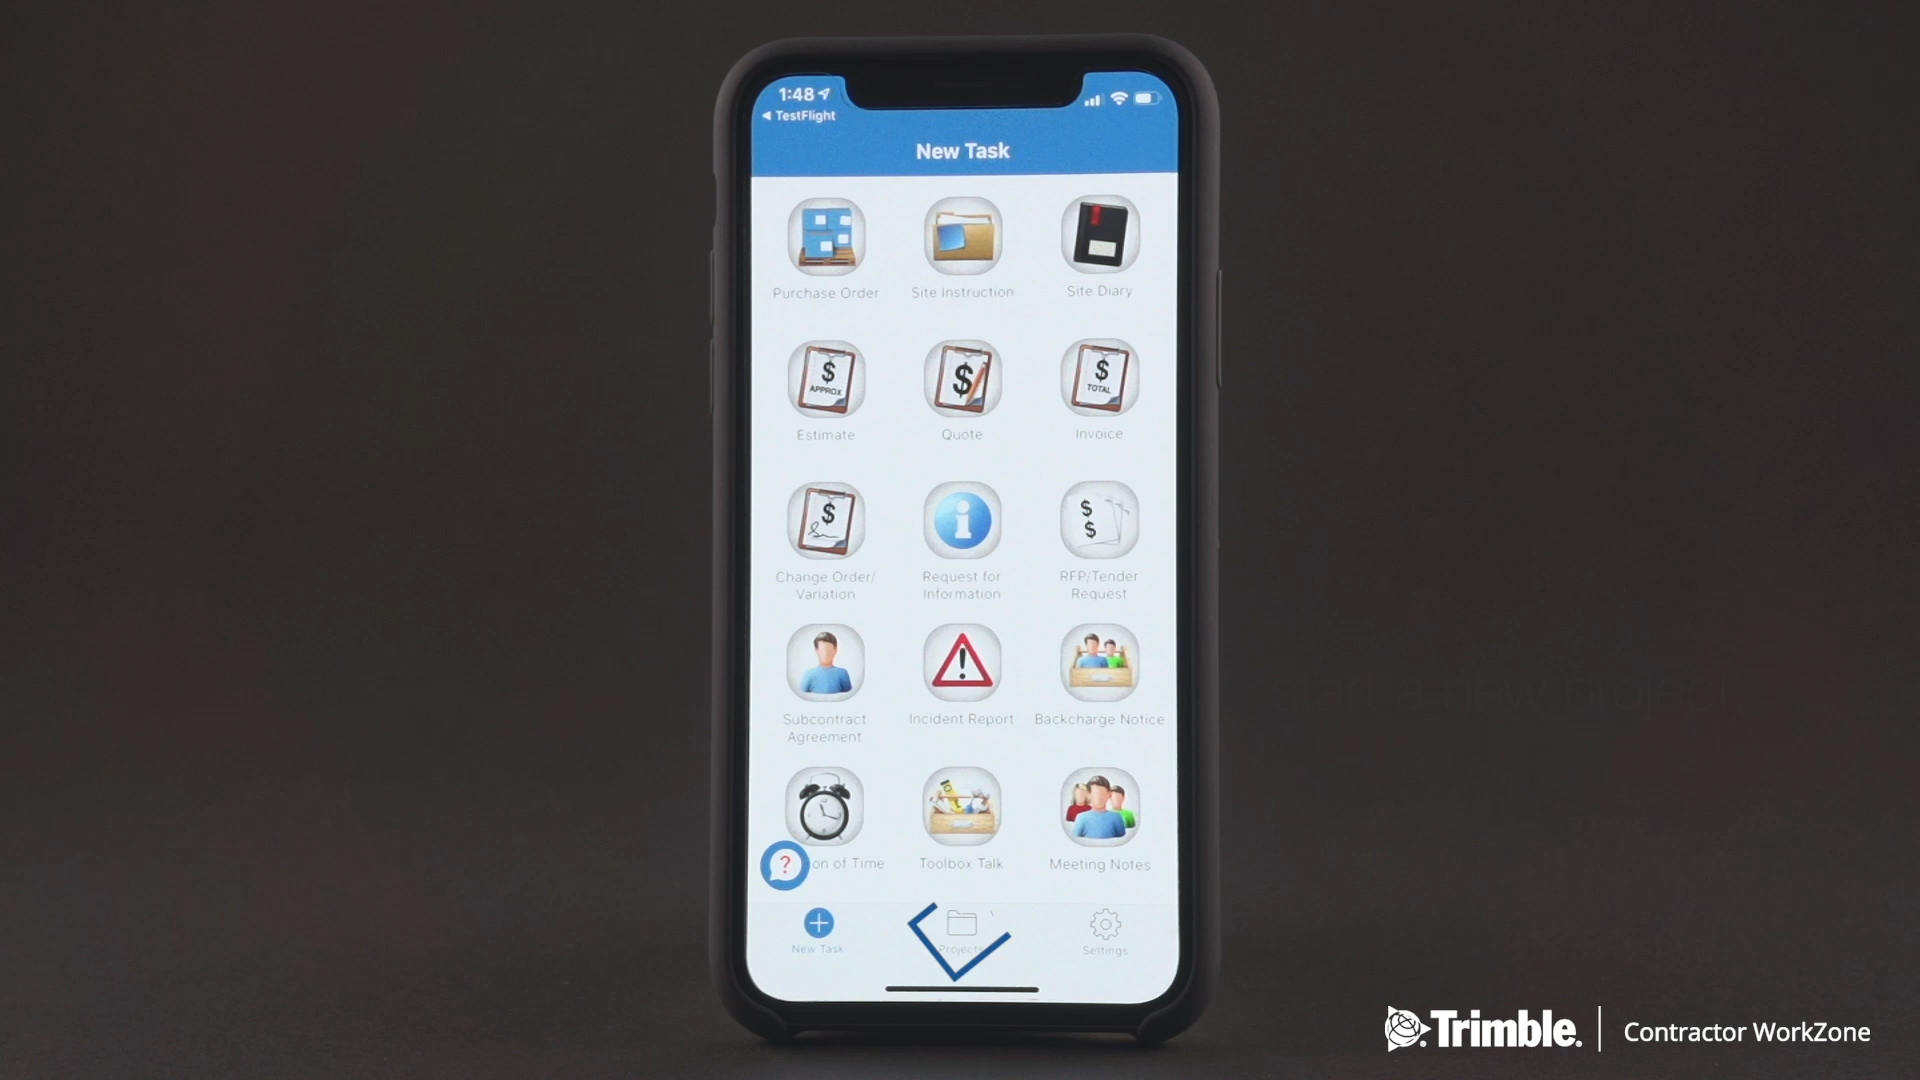 1:48
TestFlight
New Task
Purchase Order
Site Instruction
Site Diary
$
APPROX
$
$
TOTAL
Estimate
Quote
Invoice
$
i
$
$
Change Order/
Variation
Request for
Information
RFP/Tender
Request
!
Subcontract
Agreement
Incident Report
Backcharge Notice
?
on of Time
Toolbox Talk
Meeting Notes
New Task
Projects
Settings
Trimble.
Contractor WorkZone